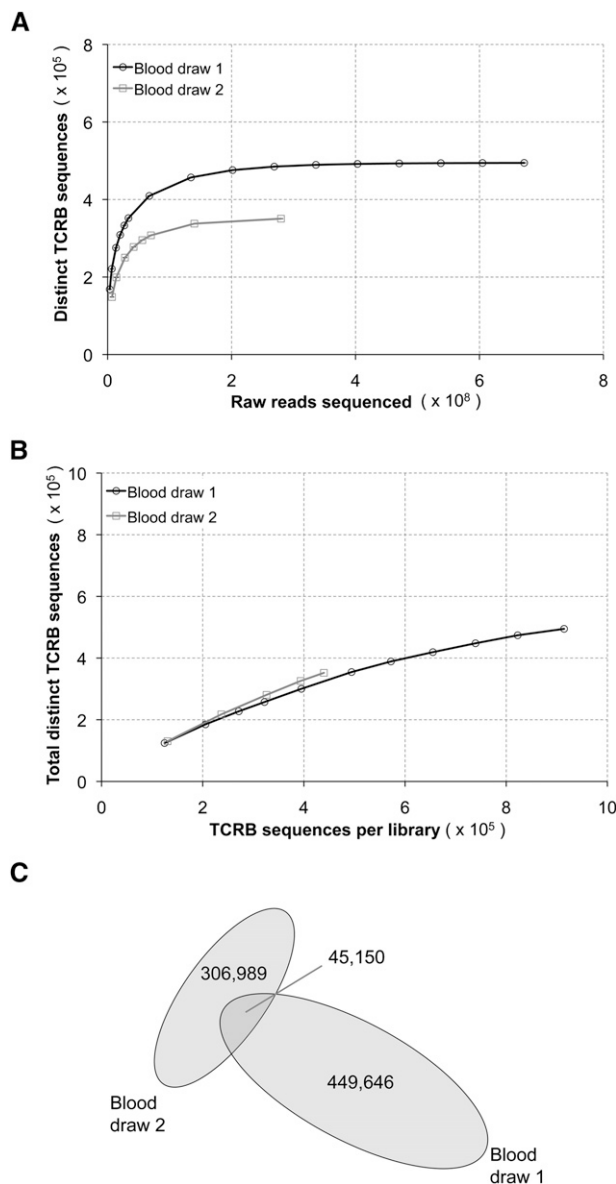 A
Distinct TCRB sequences ( x 10⁵)
8
6
4
2
0
Blood draw 1
Blood draw 2
0 2 4 6 8
Raw reads sequenced ( x 10⁸)
B
Total distinct TCRB sequences ( x 10⁵)
10
8
6
4
2
0
Blood draw 1
Blood draw 2
0 2 4 6 8 10
TCRB sequences per library ( x 10⁵)
C
306,989
45,150
449,646
Blood
draw 2
Blood
draw 1